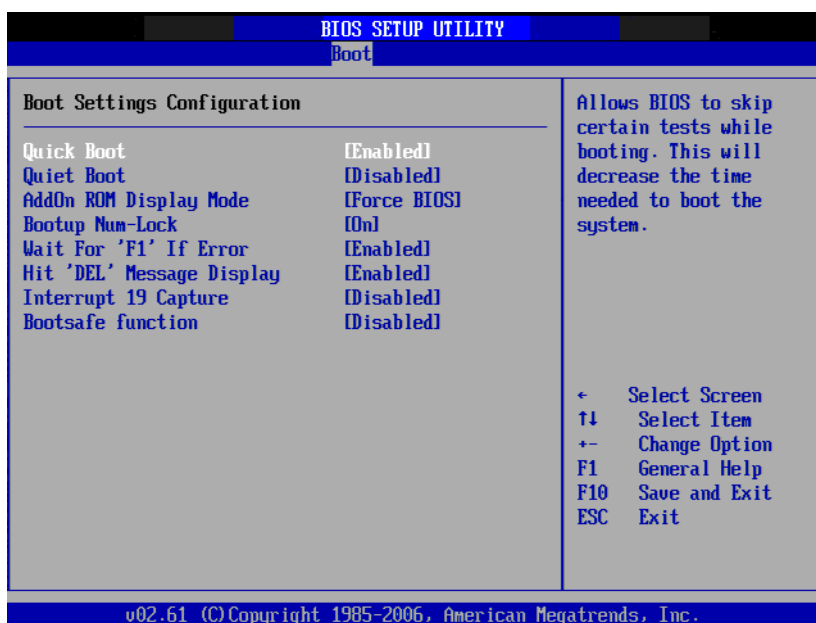 BIOS SETUP UTILITY
Boot
Boot Settings Configuration
Quick Boot [Enabled]
Quiet Boot [Disabled]
AddOn ROM Display Mode [Force BIOS]
Bootup Num-Lock [On]
Wait For 'F1' If Error [Enabled]
Hit 'DEL' Message Display [Enabled]
Interrupt 19 Capture [Disabled]
Bootsafe function [Disabled]
Allows BIOS to skip
certain tests while
booting. This will
decrease the time
needed to boot the
system.
← Select Screen
↑↓ Select Item
+- Change Option
F1 General Help
F10 Save and Exit
ESC Exit
v02.61 (C)Copyright 1985-2006, American Megatrends, Inc.